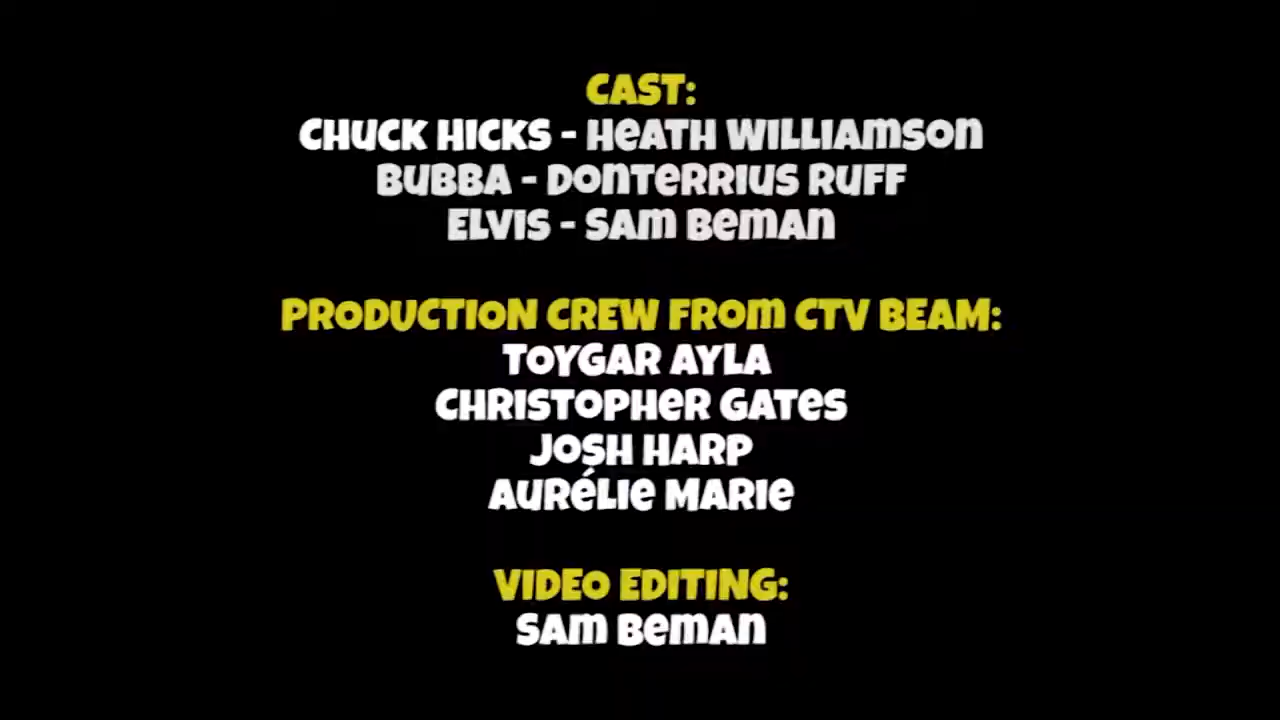 CAST:
CHUCK HICKS - HEATH WILLIAMSON
BUBBA - DONTERRIUS RUFF
ELVIS - SAM BEMAN
PRODUCTION CREW FROM CTV BEAM:
TOYGAR AYLA
CHRISTOPHER GATES
JOSH HARP
AURÉLIE MARIE
VIDEO EDITING:
SAM BEMAN